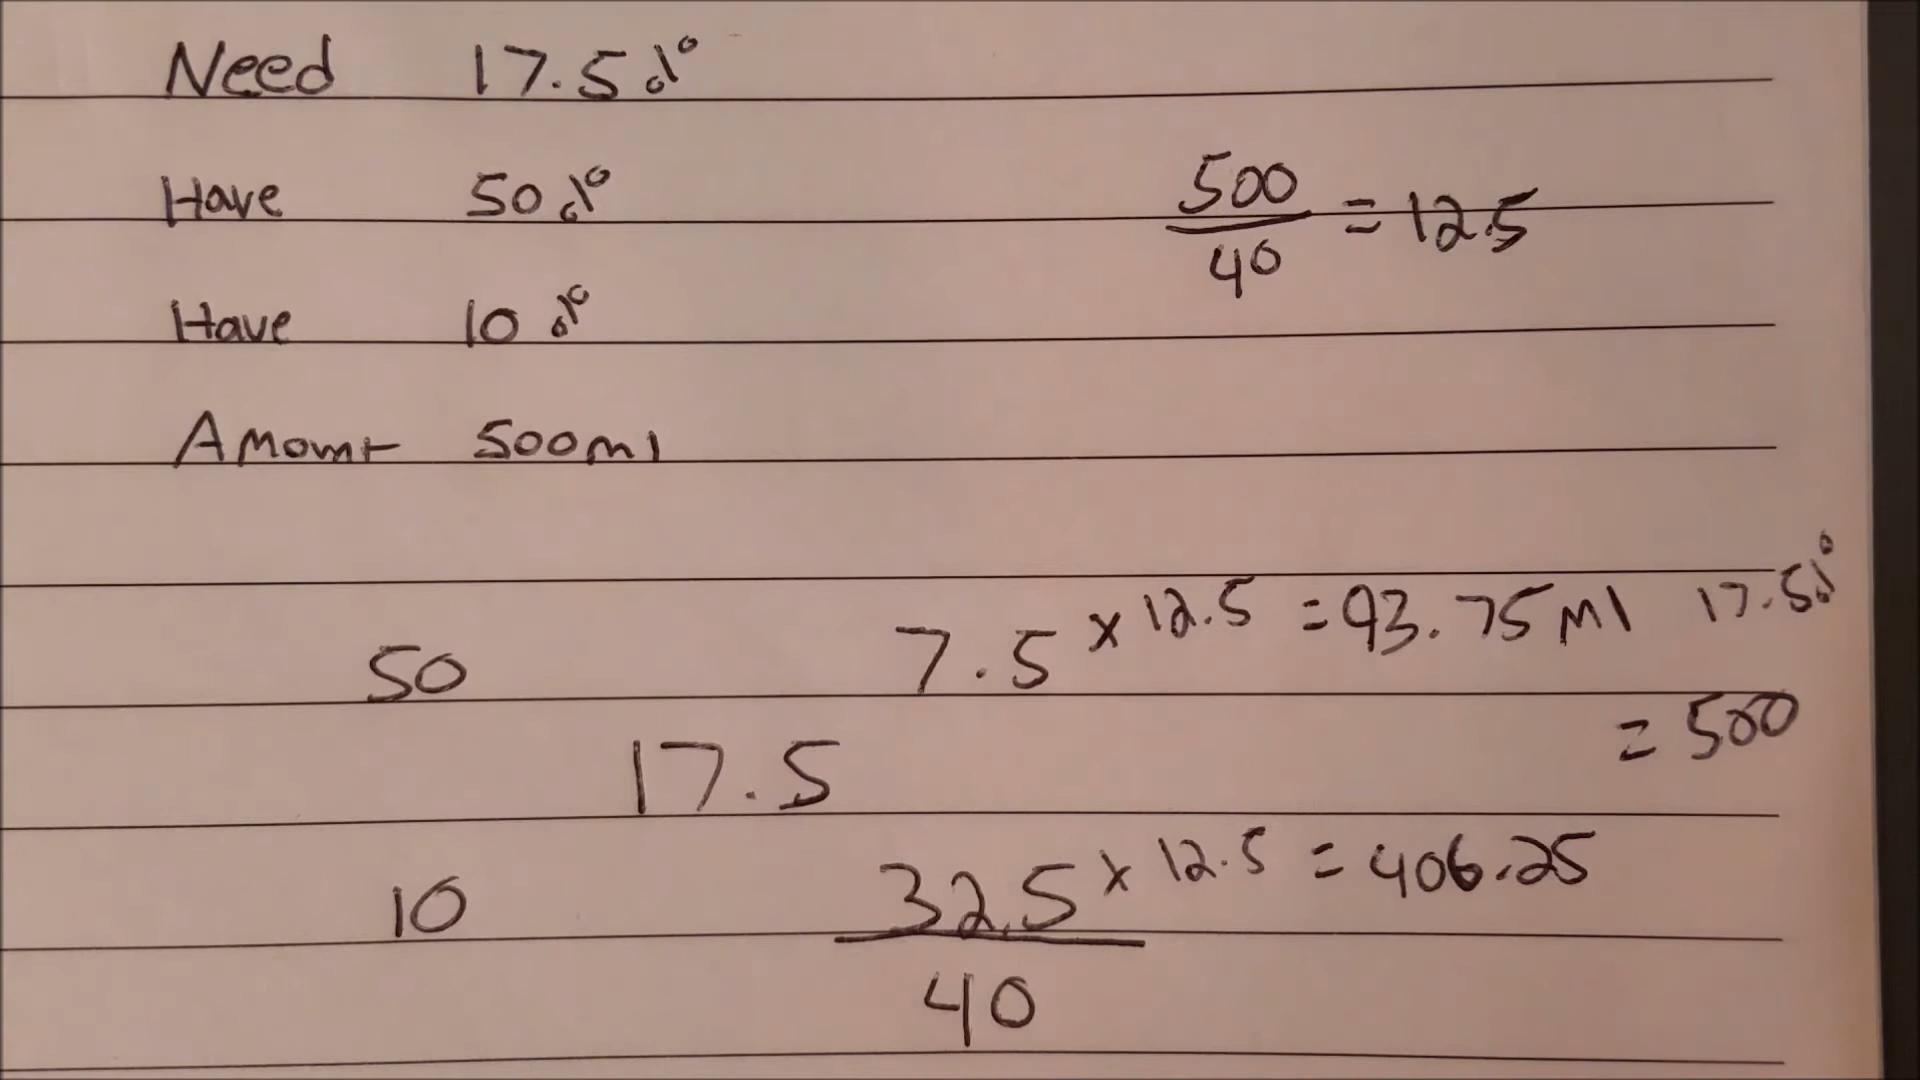 Need 17.5%
Have 50%
500
40
= 12.5
Have 10%
Amount 500ml
50
7.5 x 12.5 = 93.75 ml 17.5%
= 500
17.5
10
32.5 x 12.5 = 406.25
40